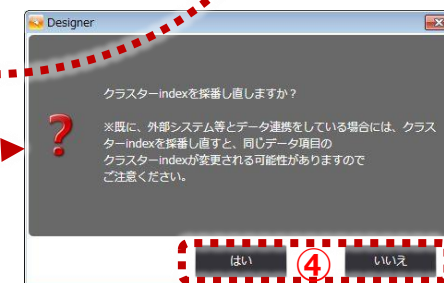 Designer
クラスターindexを採番し直しますか？
※既に、外部システム等とデータ連携をしている場合には、クラス
ターindexを採番し直すと、同じデータ項目の
クラスターindexが変更される可能性がありますので
ご注意ください。
はい
④
いいえ